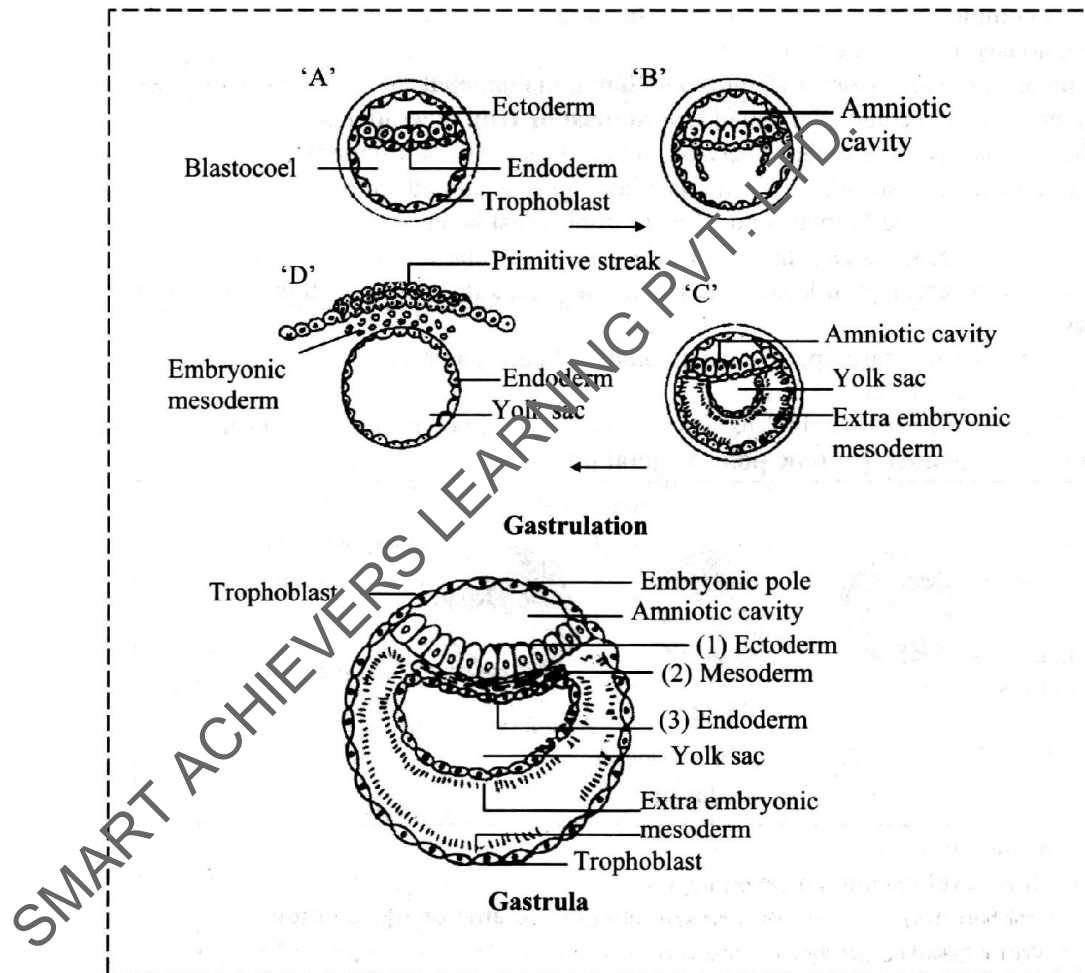 'A'
Ectoderm
Blastocoel
Endoderm
Trophoblast
'B'
Amniotic
cavity
'D'
Primitive streak
Embryonic
mesoderm
Endoderm
Yolk sac
'C'
Amniotic cavity
Yolk sac
Extra embryonic
mesoderm
Gastrulation
Trophoblast
Embryonic pole
Amniotic cavity
(1) Ectoderm
(2) Mesoderm
(3) Endoderm
Yolk sac
Extra embryonic
mesoderm
Trophoblast
Gastrula
SMART ACHIEVERS LEARNING PVT. LTD.